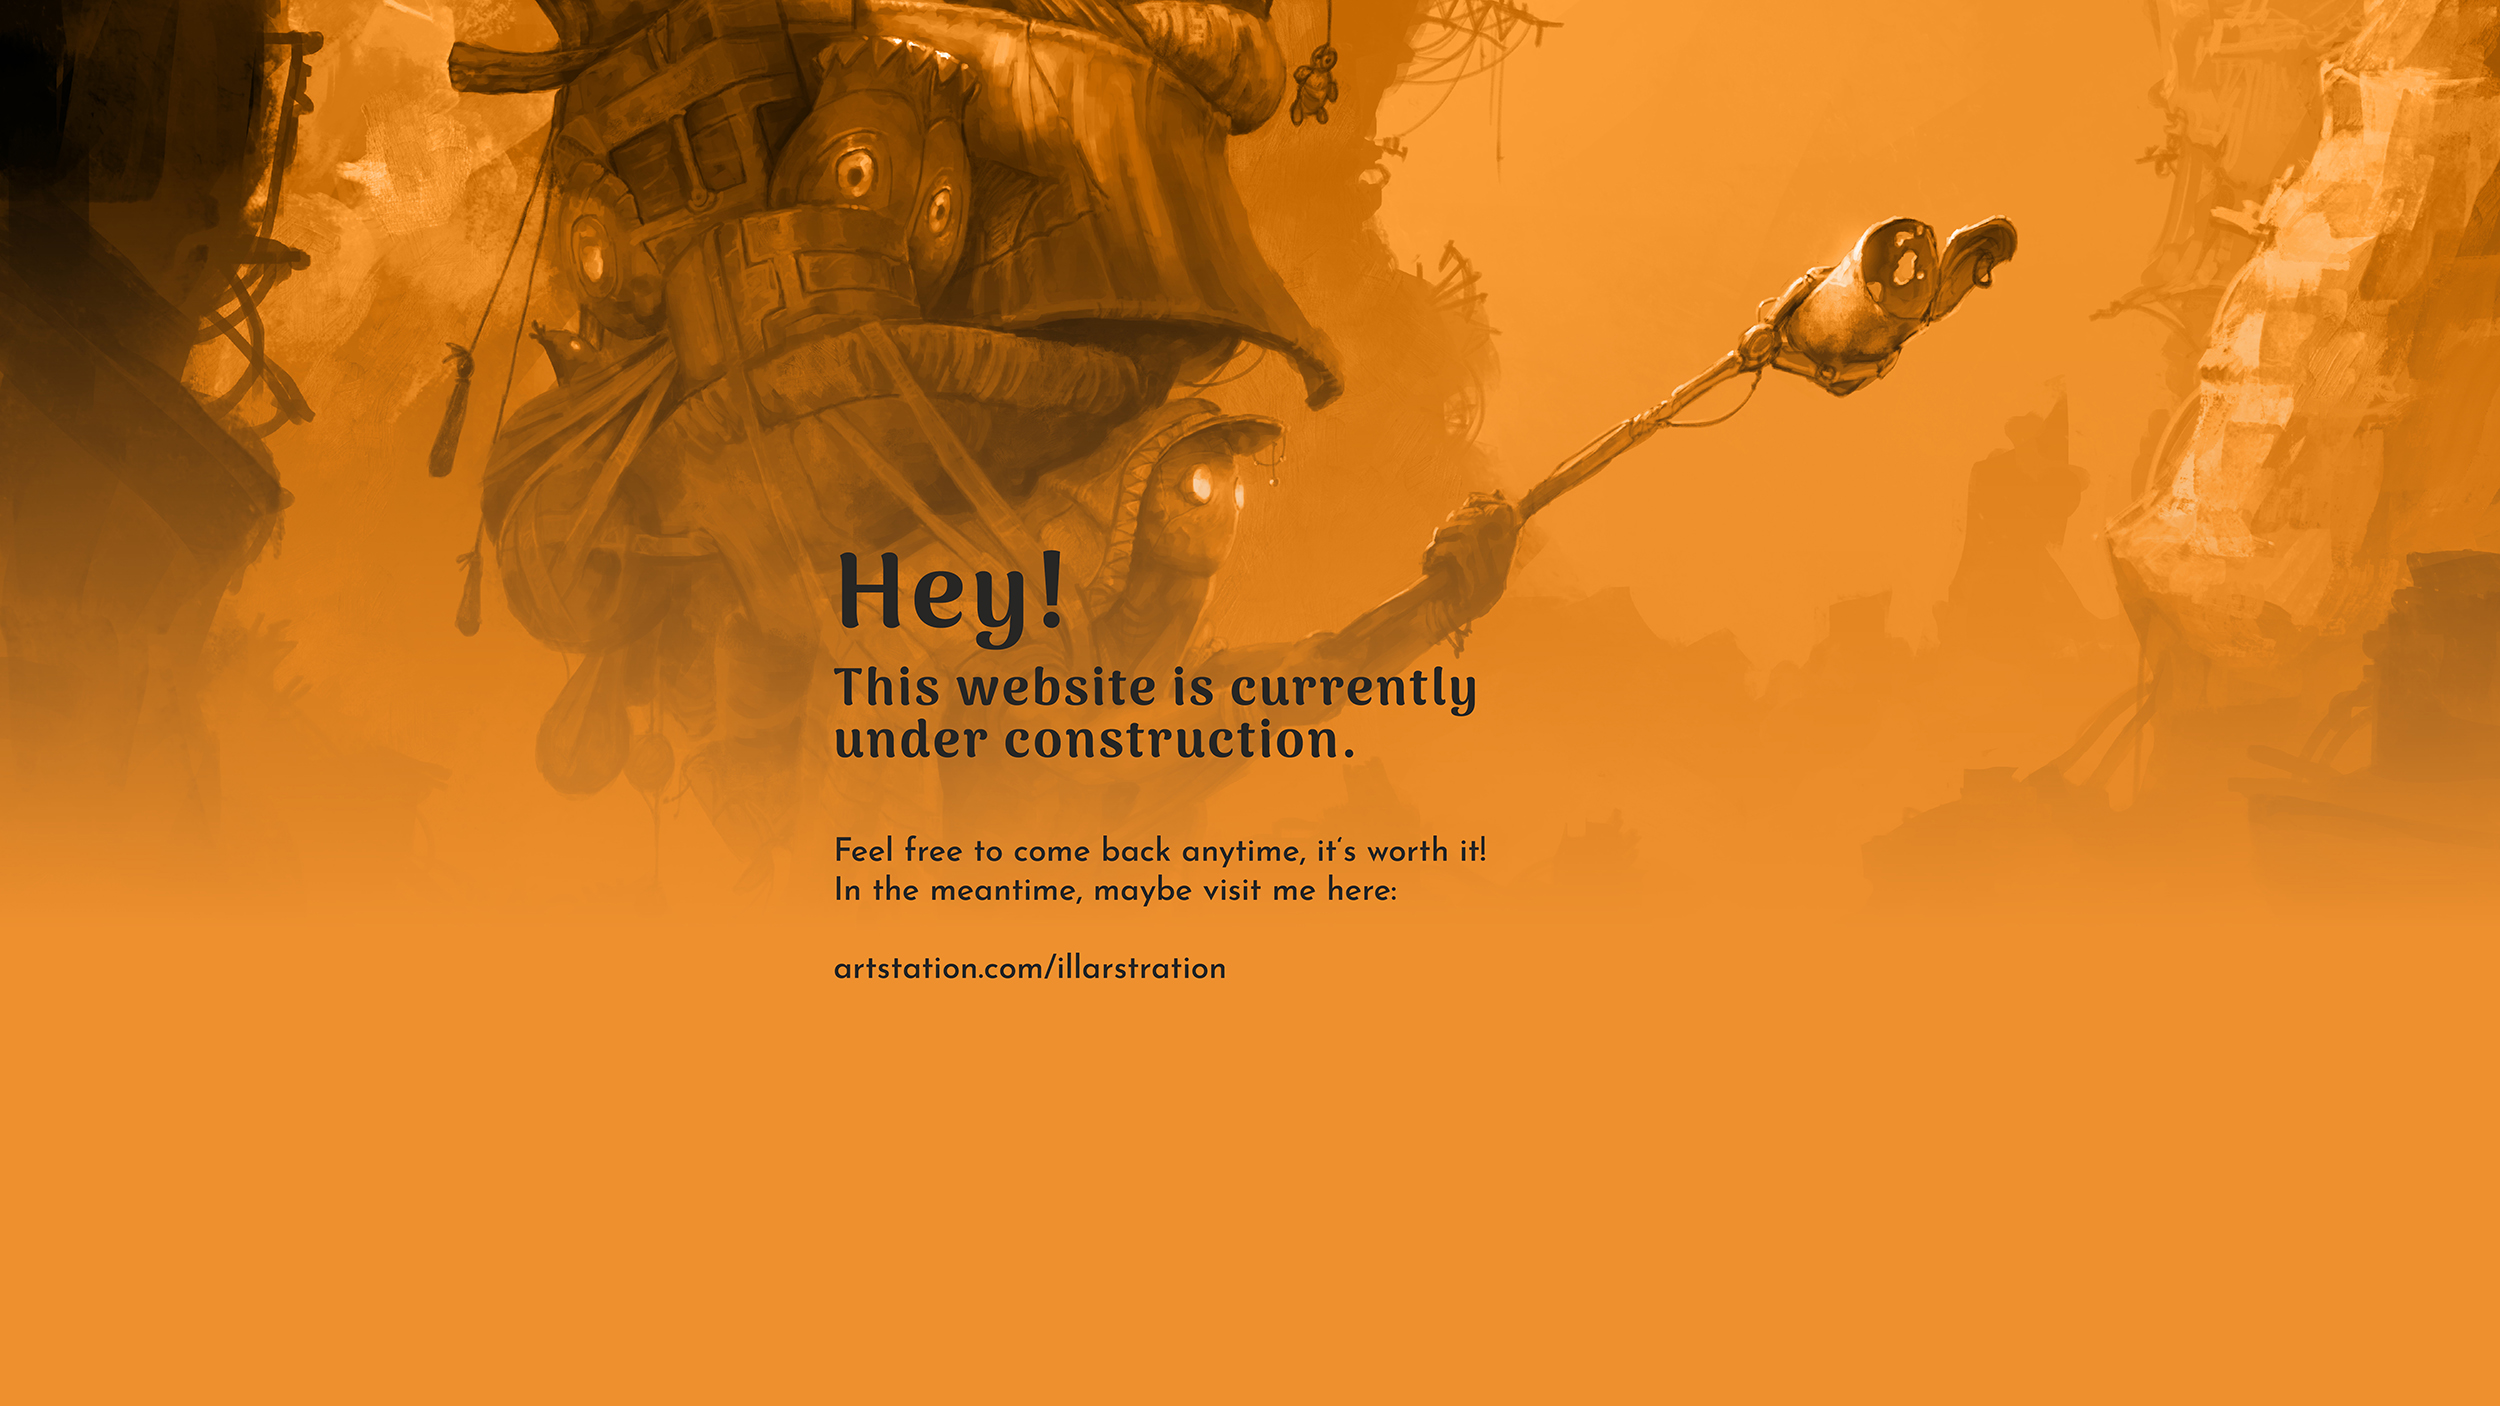 Hey!
This website is currently
under construction.
Feel free to come back anytime, it‘s worth it!
In the meantime, maybe visit me here:
artstation.com/illarstration